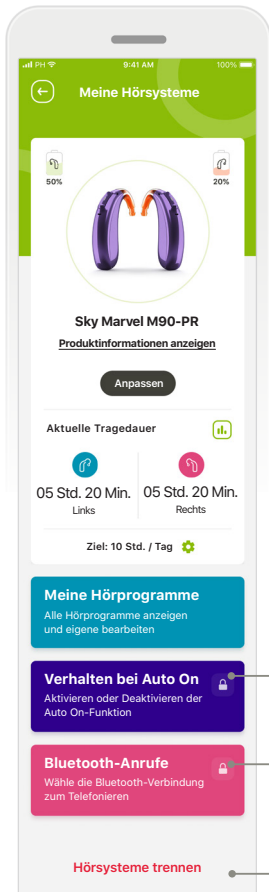 PH 9:41 AM 100%
Meine Hörsysteme
50% 20%
Sky Marvel M90-PR
Produktinformationen anzeigen
Anpassen
Aktuelle Tragedauer
05 Std. 20 Min. 05 Std. 20 Min.
Links Rechts
Ziel: 10 Std. / Tag
Meine Hörprogramme
Alle Hörprogramme anzeigen
und eigene bearbeiten
Verhalten bei Auto On
Aktivieren oder Deaktivieren der
Auto On-Funktion
Bluetooth-Anrufe
Wähle die Bluetooth-Verbindung
zum Telefonieren
Hörsysteme trennen